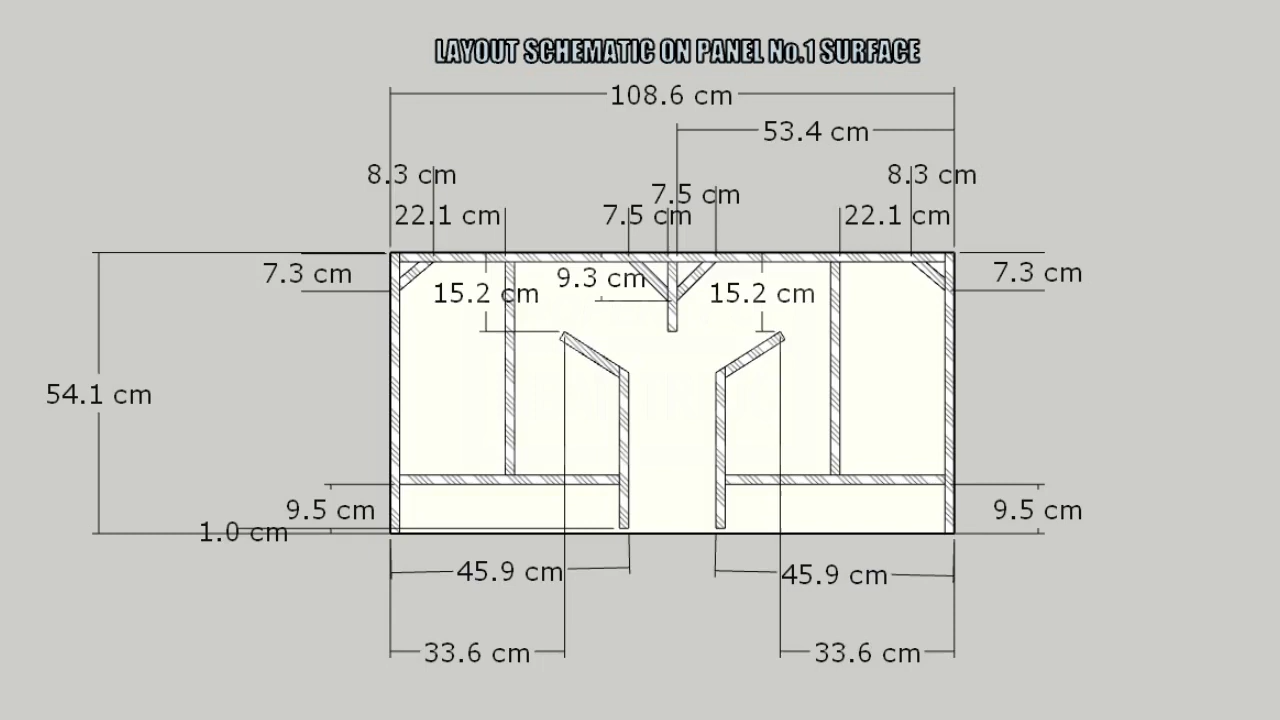 LAYOUT SCHEMATIC ON PANEL No.1 SURFACE
108.6 cm
53.4 cm
8.3 cm
8.3 cm
7.5 cm
22.1 cm
7.5 cm
22.1 cm
7.3 cm
9.3 cm
7.3 cm
15.2 cm
15.2 cm
54.1 cm
9.5 cm
9.5 cm
1.0 cm
45.9 cm
45.9 cm
33.6 cm
33.6 cm